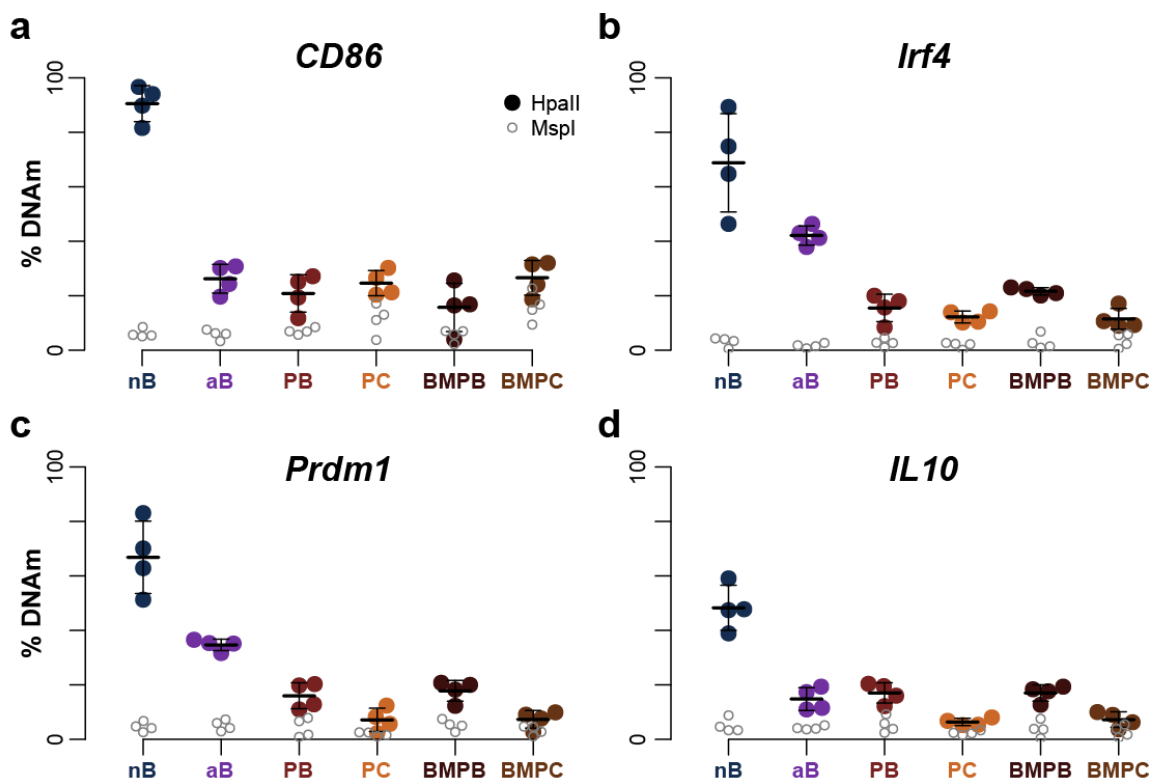 a
CD86
100
% DNAm
0
HpaII
MspI
nB aB PB PC BMPB BMPC
b
Irf4
100
0
nB aB PB PC BMPB BMPC
c
Prdm1
100
% DNAm
0
nB aB PB PC BMPB BMPC
d
IL10
100
0
nB aB PB PC BMPB BMPC